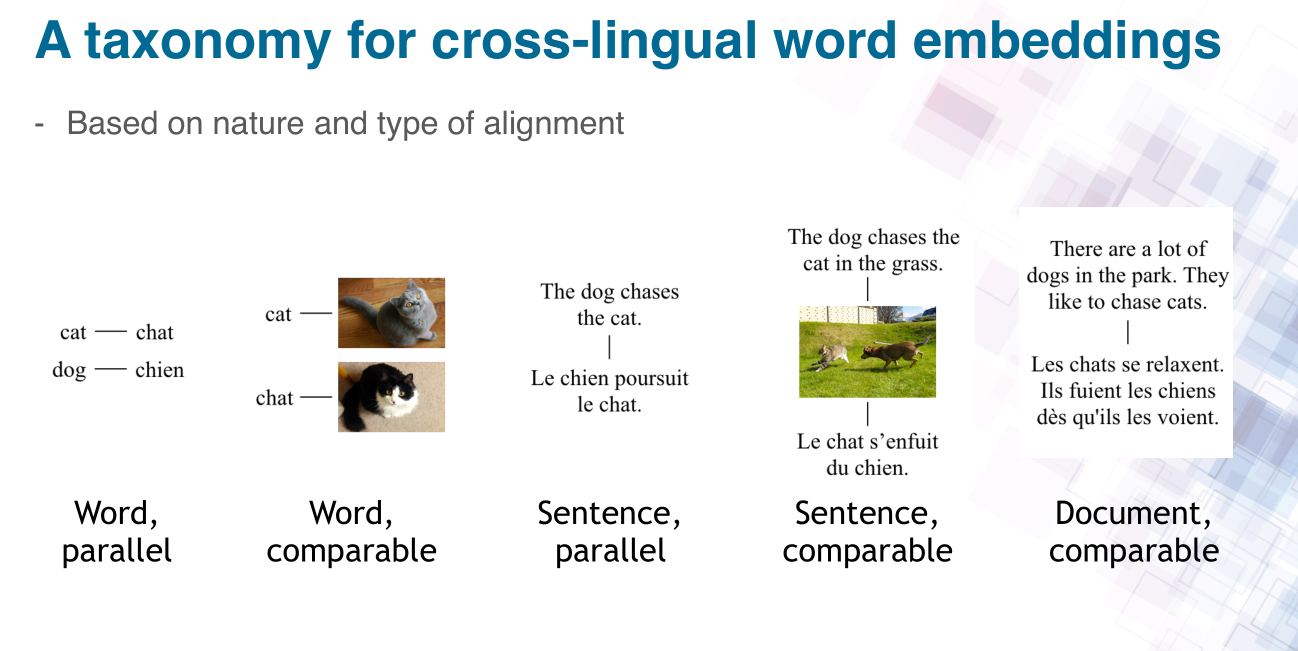 A taxonomy for cross-lingual word embeddings
- Based on nature and type of alignment
cat — chat
dog — chien
Word,
parallel
cat —
chat —
Word,
comparable
The dog chases
the cat.
Le chien poursuit
le chat.
Sentence,
parallel
The dog chases the
cat in the grass.
Le chat s’enfuit
du chien.
Sentence,
comparable
There are a lot of
dogs in the park. They
like to chase cats.
Les chats se relaxent.
Ils fuient les chiens
dès qu'ils les voient.
Document,
comparable